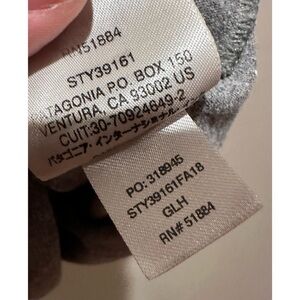 RN51884
STY39161
TAGONIA P.O. BOX 150
VENTURA, CA 93002 US
CUIT:30-70924849-2
パタゴニア・インターナショナル・
PO: 318945
STY39161FA18
GLH
RN# 51884